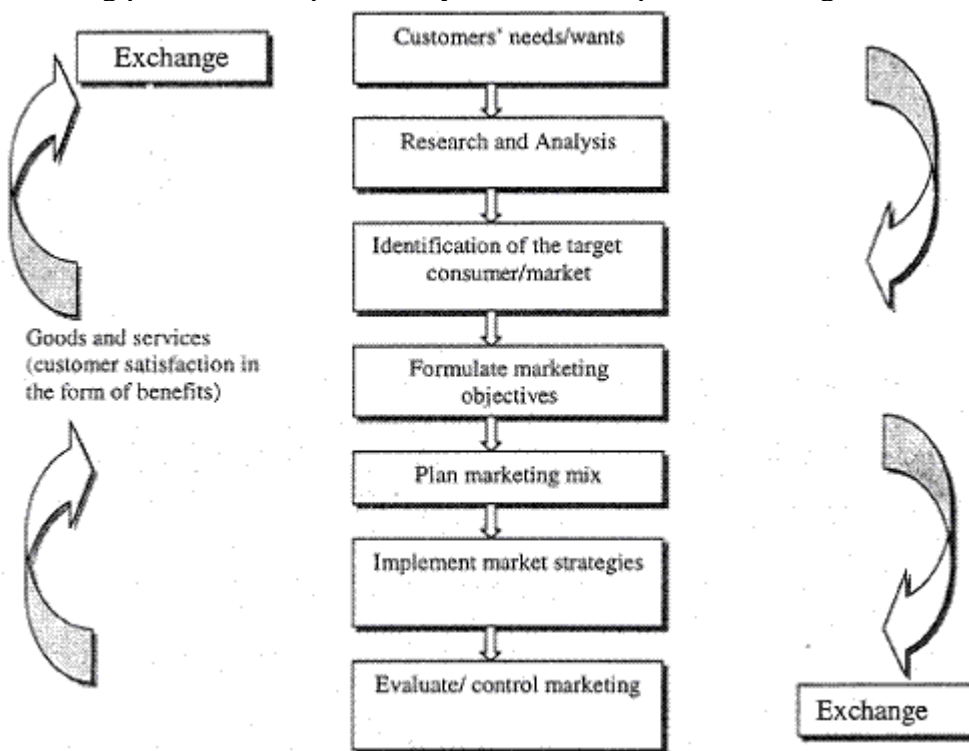 Customers’ needs/wants
Exchange
Research and Analysis
Identification of the target
consumer/market
Goods and services
(customer satisfaction in
the form of benefits)
Formulate marketing
objectives
Plan marketing mix
Implement market strategies
Evaluate/ control marketing
Exchange